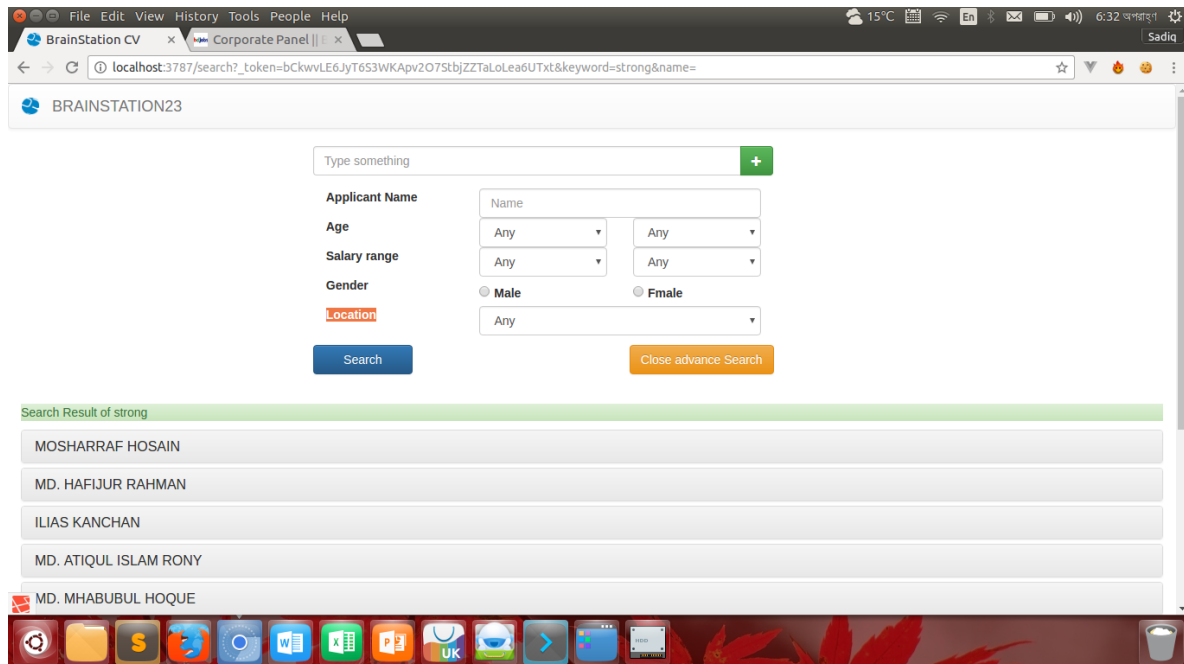 File Edit View History Tools People Help
15°C En 6:32 অপরাহ্ণ
BrainStation CV × Corporate Panel || ×
Sadiq
localhost:3787/search?_token=bCkwvLE6JyT6S3WKApv2O7StbjZZTaLoLea6UTxt&keyword=strong&name=
BRAINSTATION23
Type something +
Applicant Name Name
Age Any Any
Salary range Any Any
Gender Male Fmale
Location Any
Search Close advance Search
Search Result of strong
MOSHARRAF HOSAIN
MD. HAFIJUR RAHMAN
ILIAS KANCHAN
MD. ATIQUL ISLAM RONY
MD. MHABUBUL HOQUE
S W X P UK HDD